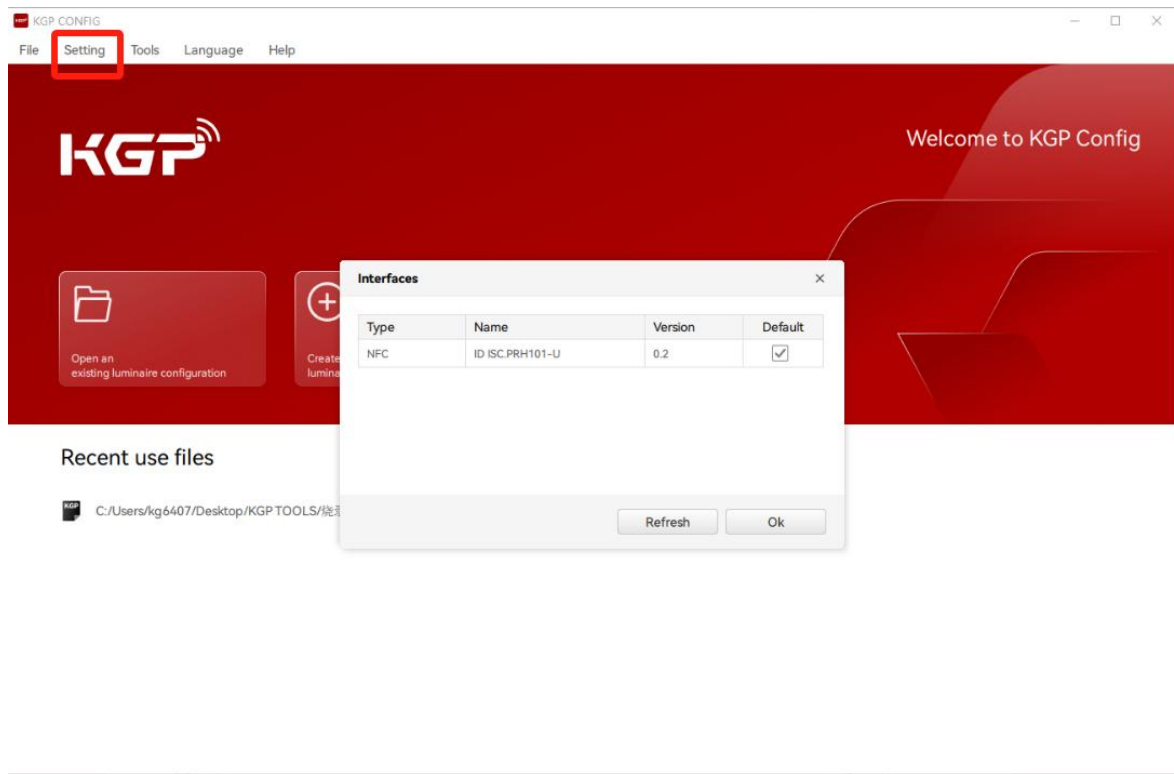 KGP CONFIG
File Setting Tools Language Help
KGP
Welcome to KGP Config
Open an
existing luminaire configuration
Create
lumina
Interfaces
Type Name Version Default
NFC ID ISC.PRH101-U 0.2
Refresh Ok
Recent use files
KGP C:/Users/kg6407/Desktop/KGP TOOLS/烧